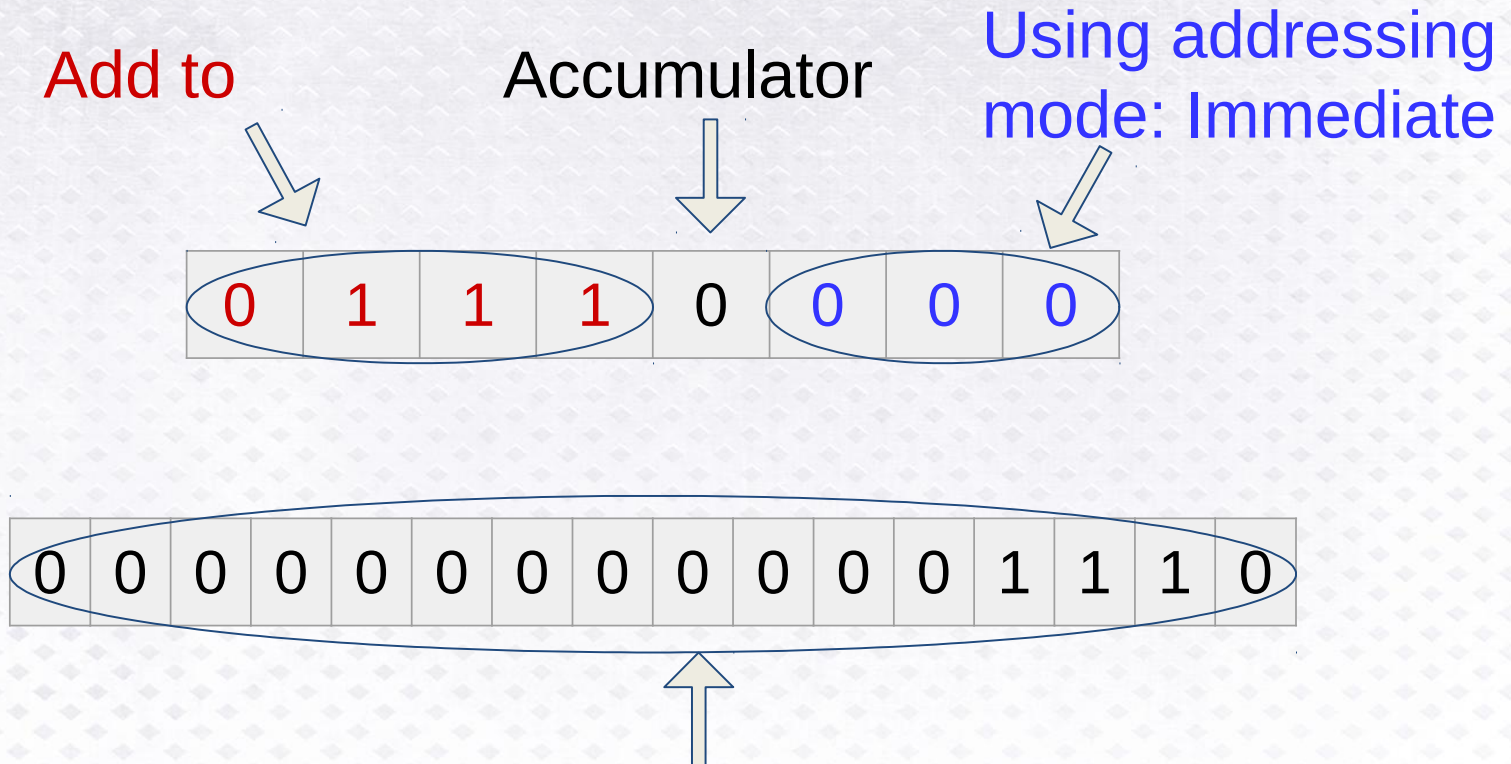 Add to
Accumulator
Using addressing
mode: Immediate
0 1 1 1 0 0 0 0
0 0 0 0 0 0 0 0 0 0 0 0 1 1 1 0